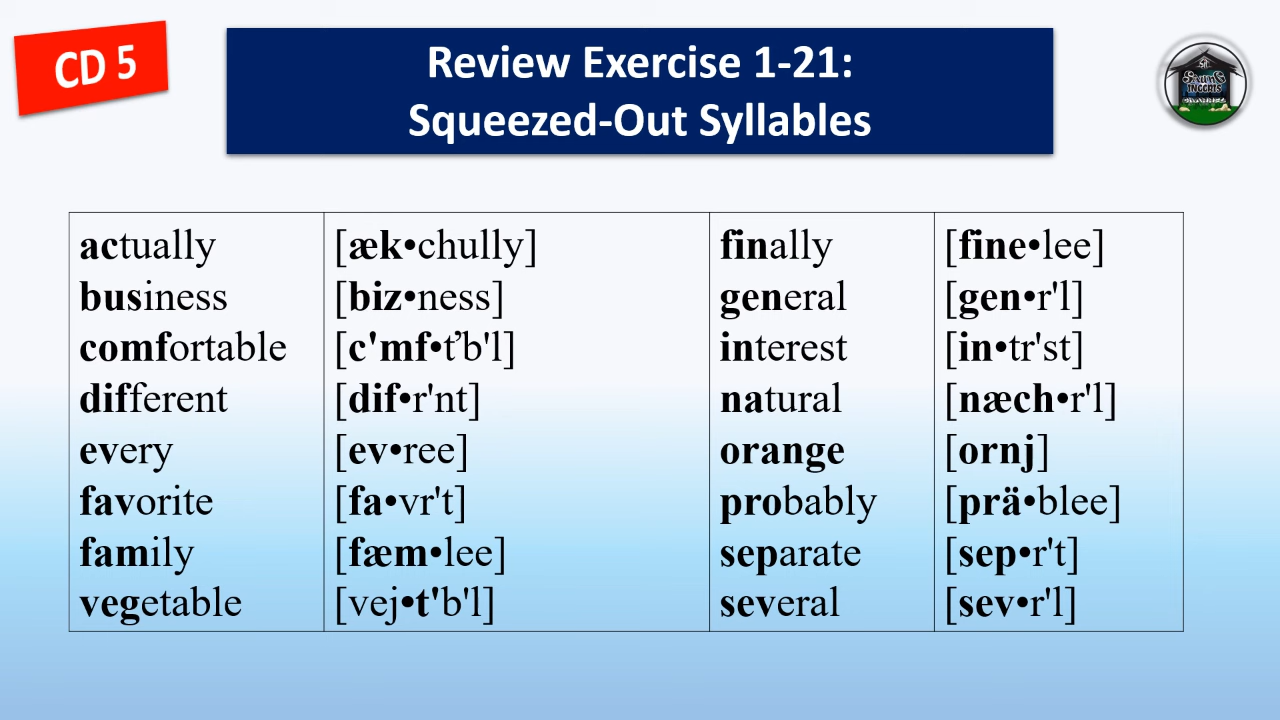 CD 5
Review Exercise 1-21:
Squeezed-Out Syllables
actually [æk•chully] finally [fine•lee]
business [biz•ness] general [gen•r'l]
comfortable [c'mf•t'b'l] interest [in•tr'st]
different [dif•r'nt] natural [næch•r'l]
every [ev•ree] orange [ornj]
favorite [fa•vr't] probably [prä•blee]
family [fæm•lee] separate [sep•r't]
vegetable [vej•t'b'l] several [sev•r'l]